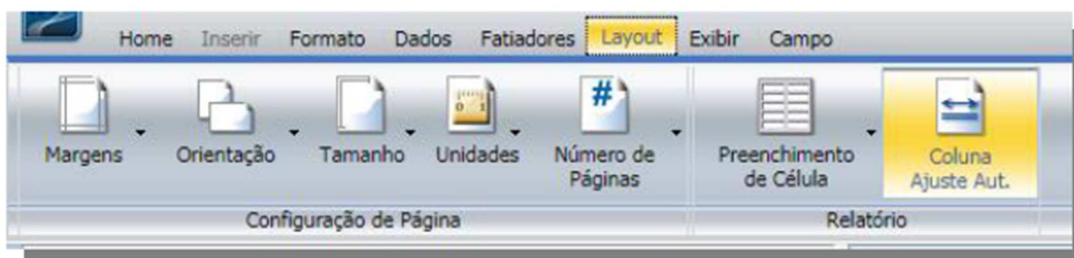 Home Inserir Formato Dados Fatiadores Layout Exibir Campo
Margens Orientação Tamanho Unidades Número de Páginas Preenchimento de Célula Coluna Ajuste Aut.
Configuração de Página Relatório